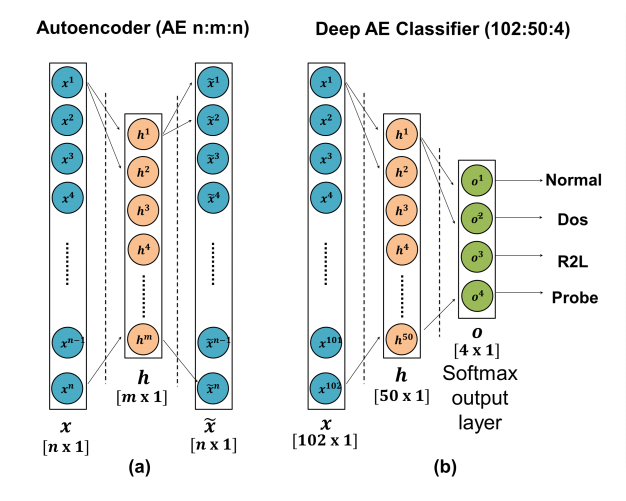 Autoencoder (AE n:m:n)
x¹
x²
x³
x⁴
xⁿ⁻¹
xⁿ
x
[n x 1]
h¹
h²
h³
h⁴
hᵐ
h
[m x 1]
x̃¹
x̃²
x̃³
x̃⁴
x̃ⁿ⁻¹
x̃ⁿ
x̃
[n x 1]
(a)
Deep AE Classifier (102:50:4)
x¹
x²
x³
x⁴
x¹⁰¹
x¹⁰²
x
[102 x 1]
h¹
h²
h³
h⁴
h⁵⁰
h
[50 x 1]
o¹
o²
o³
o⁴
o
[4 x 1]
Softmax
output
layer
Normal
Dos
R2L
Probe
(b)